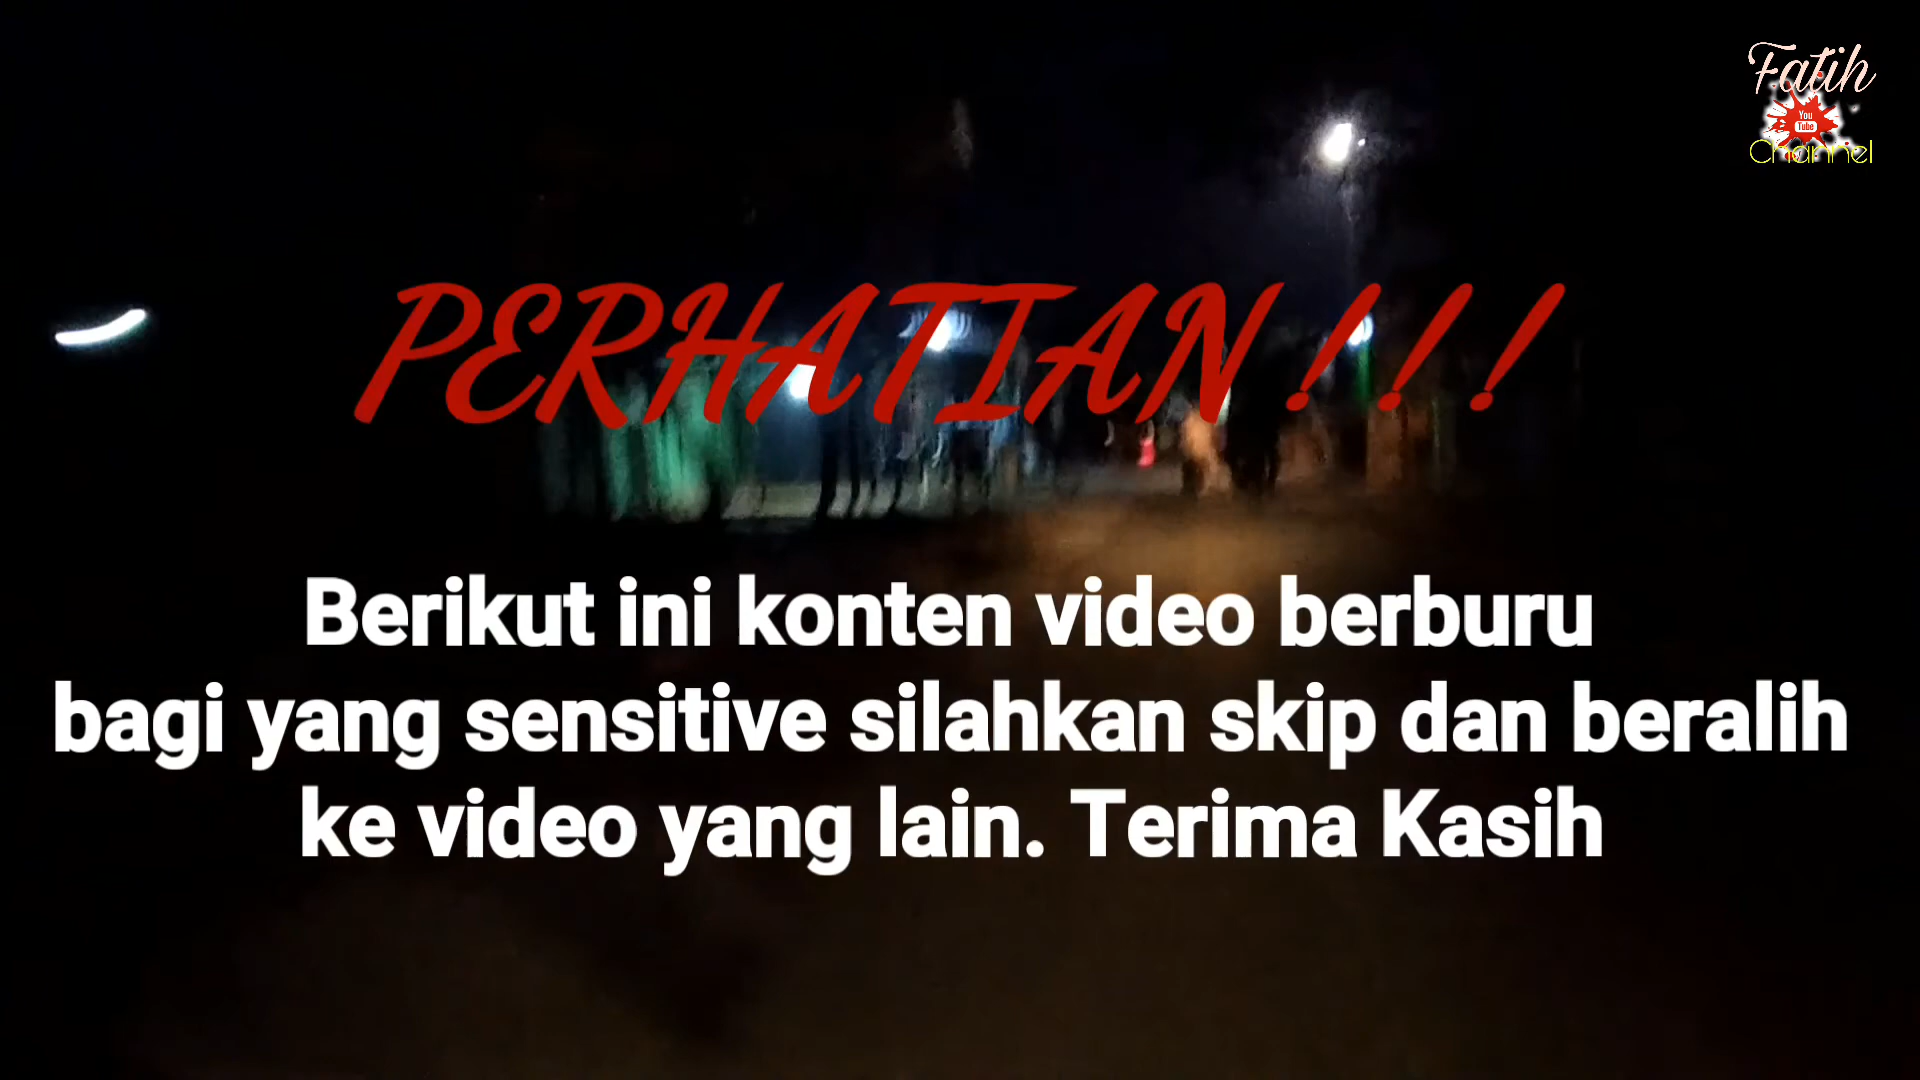 Fatih
You
Tube
Channel
PERHATIAN ! ! !
Berikut ini konten video berburu
bagi yang sensitive silahkan skip dan beralih
ke video yang lain. Terima Kasih